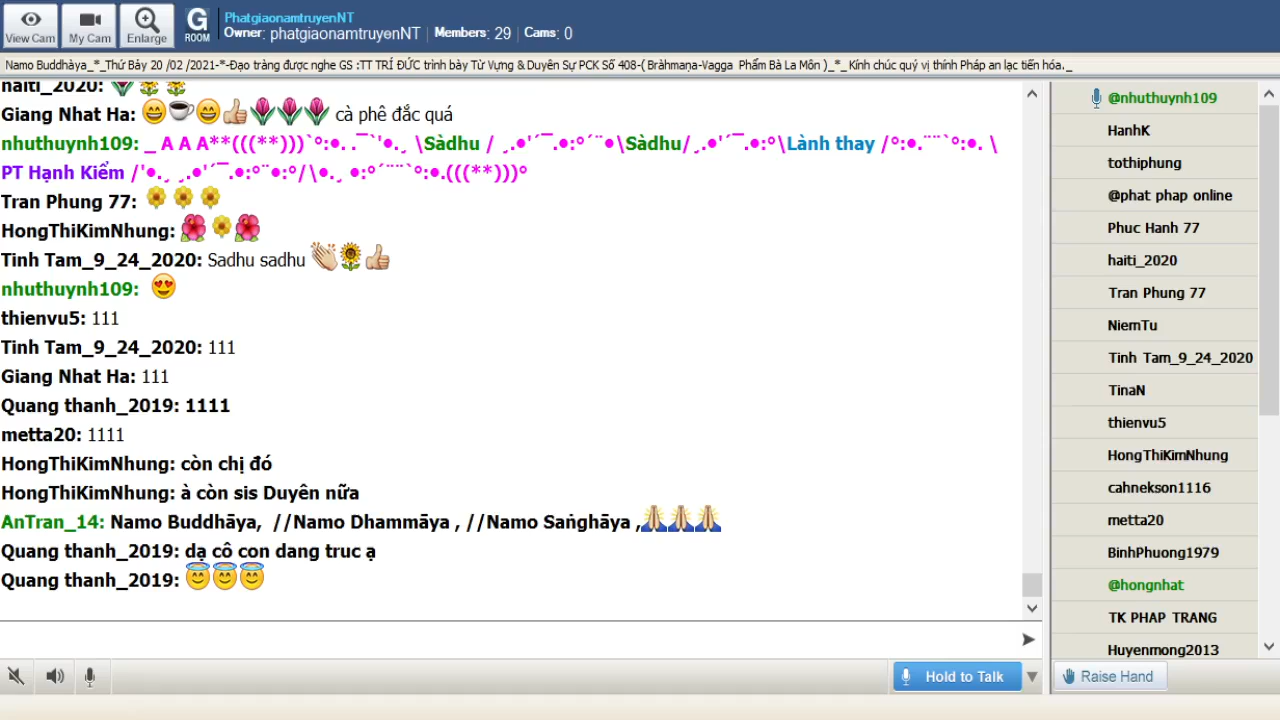 View Cam
My Cam
Enlarge
G
ROOM
PhatgiaonamtruyenNT
Owner: phatgiaonamtruyenNT | Members: 29 | Cams: 0
Namo Buddhàya_*_Thứ Bảy 20 /02 /2021-*-Đạo tràng được nghe GS :TT TRÍ ĐỨC trình bày Từ Vựng & Duyên Sự PCK Số 408-( Bràhmaṇa-Vagga Phẩm Bà La Môn )_*_ Kính chúc quý vị thính Pháp an lạc tiến hóa._
haiti_2020: 🌷🌼🌼
Giang Nhat Ha: 😄☕😄👍🌷🌷🌷 cà phê đắc quá
nhuthuynh109: _ A A A**(((**)))`°:•. .¯`'•.¸ \Sàdhu / ¸.•'´¯.•:°´¨•\Sàdhu/¸.•'´¯.•:°\Lành thay /°:•.¨¨`°:•. \
PT Hạnh Kiểm /'•.¸ ¸.•'´¯.•:°¨•:°/\•.¸ •:°´¨¨`°:•.(((**)))°
Tran Phung 77: 🌼🌼🌼
HongThiKimNhung: 🌺🌼🌺
Tinh Tam_9_24_2020: Sadhu sadhu 👏🌻👍
nhuthuynh109: 😍
thienvu5: 111
Tinh Tam_9_24_2020: 111
Giang Nhat Ha: 111
Quang thanh_2019: 1111
metta20: 1111
HongThiKimNhung: còn chị đó
HongThiKimNhung: à còn sis Duyên nữa
AnTran_14: Namo Buddhāya, //Namo Dhammāya , //Namo Saṅghāya ,🙏🙏🙏
Quang thanh_2019: dạ cô con dang truc ạ
Quang thanh_2019: 😇😇😇
@nhuthuynh109
HanhK
tothiphung
@phat phap online
Phuc Hanh 77
haiti_2020
Tran Phung 77
NiemTu
Tinh Tam_9_24_2020
TinaN
thienvu5
HongThiKimNhung
cahnekson1116
metta20
BinhPhuong1979
@hongnhat
TK PHAP TRANG
Huyenmong2013
Hold to Talk
Raise Hand